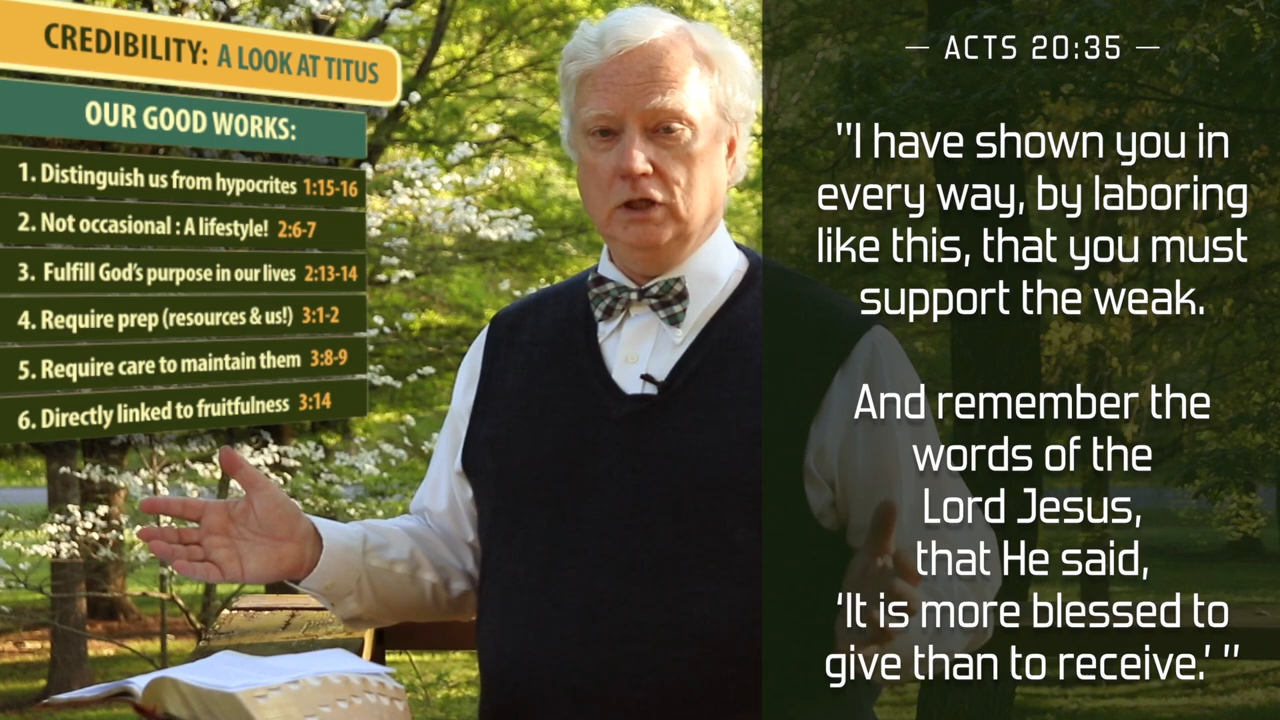 CREDIBILITY: A LOOK AT TITUS
OUR GOOD WORKS:
1. Distinguish us from hypocrites 1:15-16
2. Not occasional : A lifestyle! 2:6-7
3. Fulfill God's purpose in our lives 2:13-14
4. Require prep (resources & us!) 3:1-2
5. Require care to maintain them 3:8-9
6. Directly linked to fruitfulness 3:14
— ACTS 20:35 —
"I have shown you in
every way, by laboring
like this, that you must
support the weak.
And remember the
words of the
Lord Jesus,
that He said,
‘It is more blessed to
give than to receive.’ ”